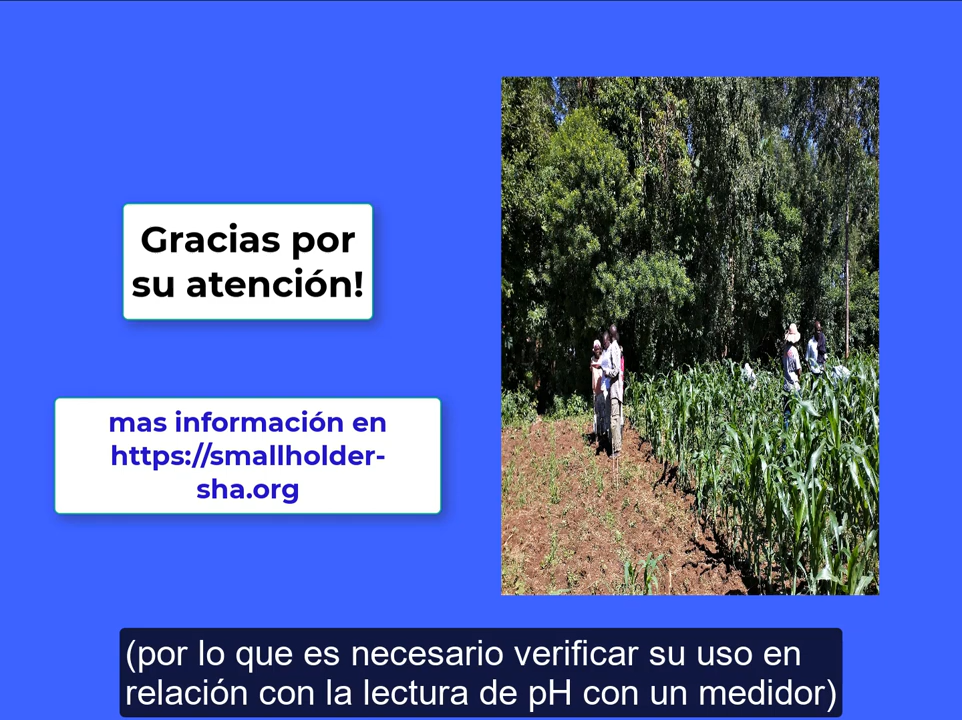 Gracias por
su atención!
mas información en
https://smallholder-
sha.org
(por lo que es necesario verificar su uso en
relación con la lectura de pH con un medidor)